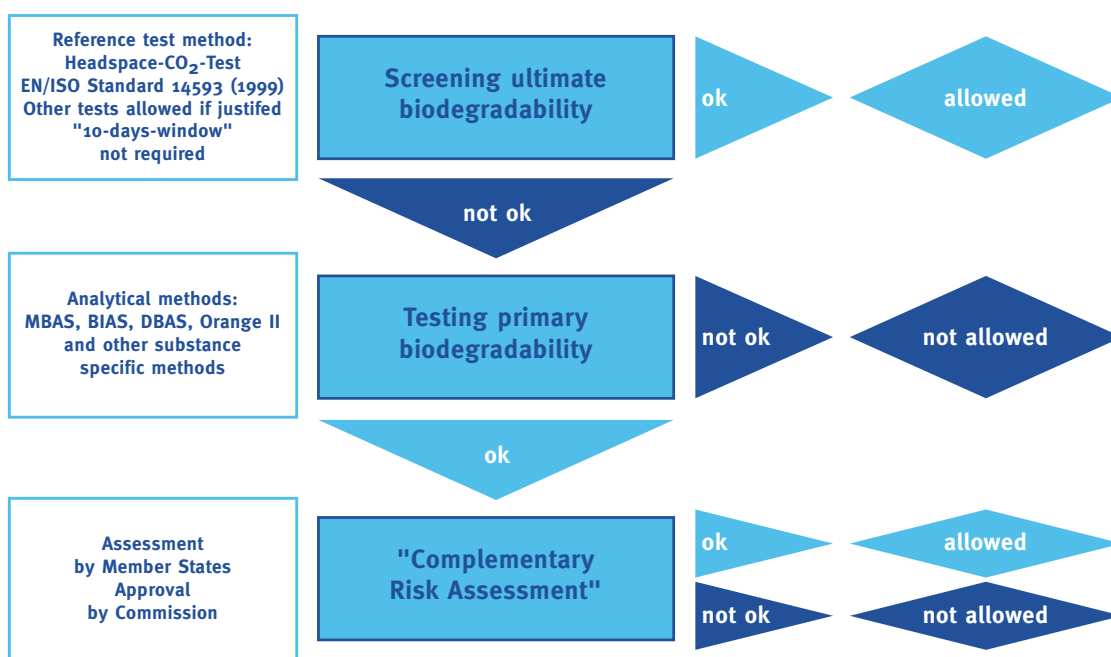 Reference test method:
Headspace-CO₂-Test
EN/ISO Standard 14593 (1999)
Other tests allowed if justifed
"10-days-window"
not required
Screening ultimate
biodegradability
ok
allowed
not ok
Analytical methods:
MBAS, BIAS, DBAS, Orange II
and other substance
specific methods
Testing primary
biodegradability
not ok
not allowed
ok
Assessment
by Member States
Approval
by Commission
"Complementary
Risk Assessment"
ok
allowed
not ok
not allowed